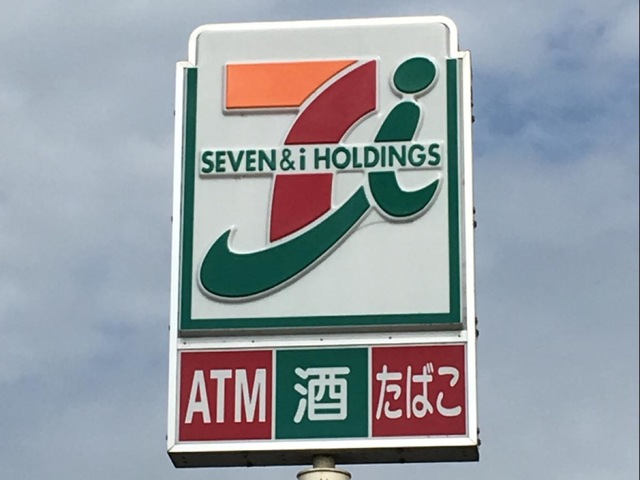 SEVEN & i HOLDINGS
ATM 酒 たばこ